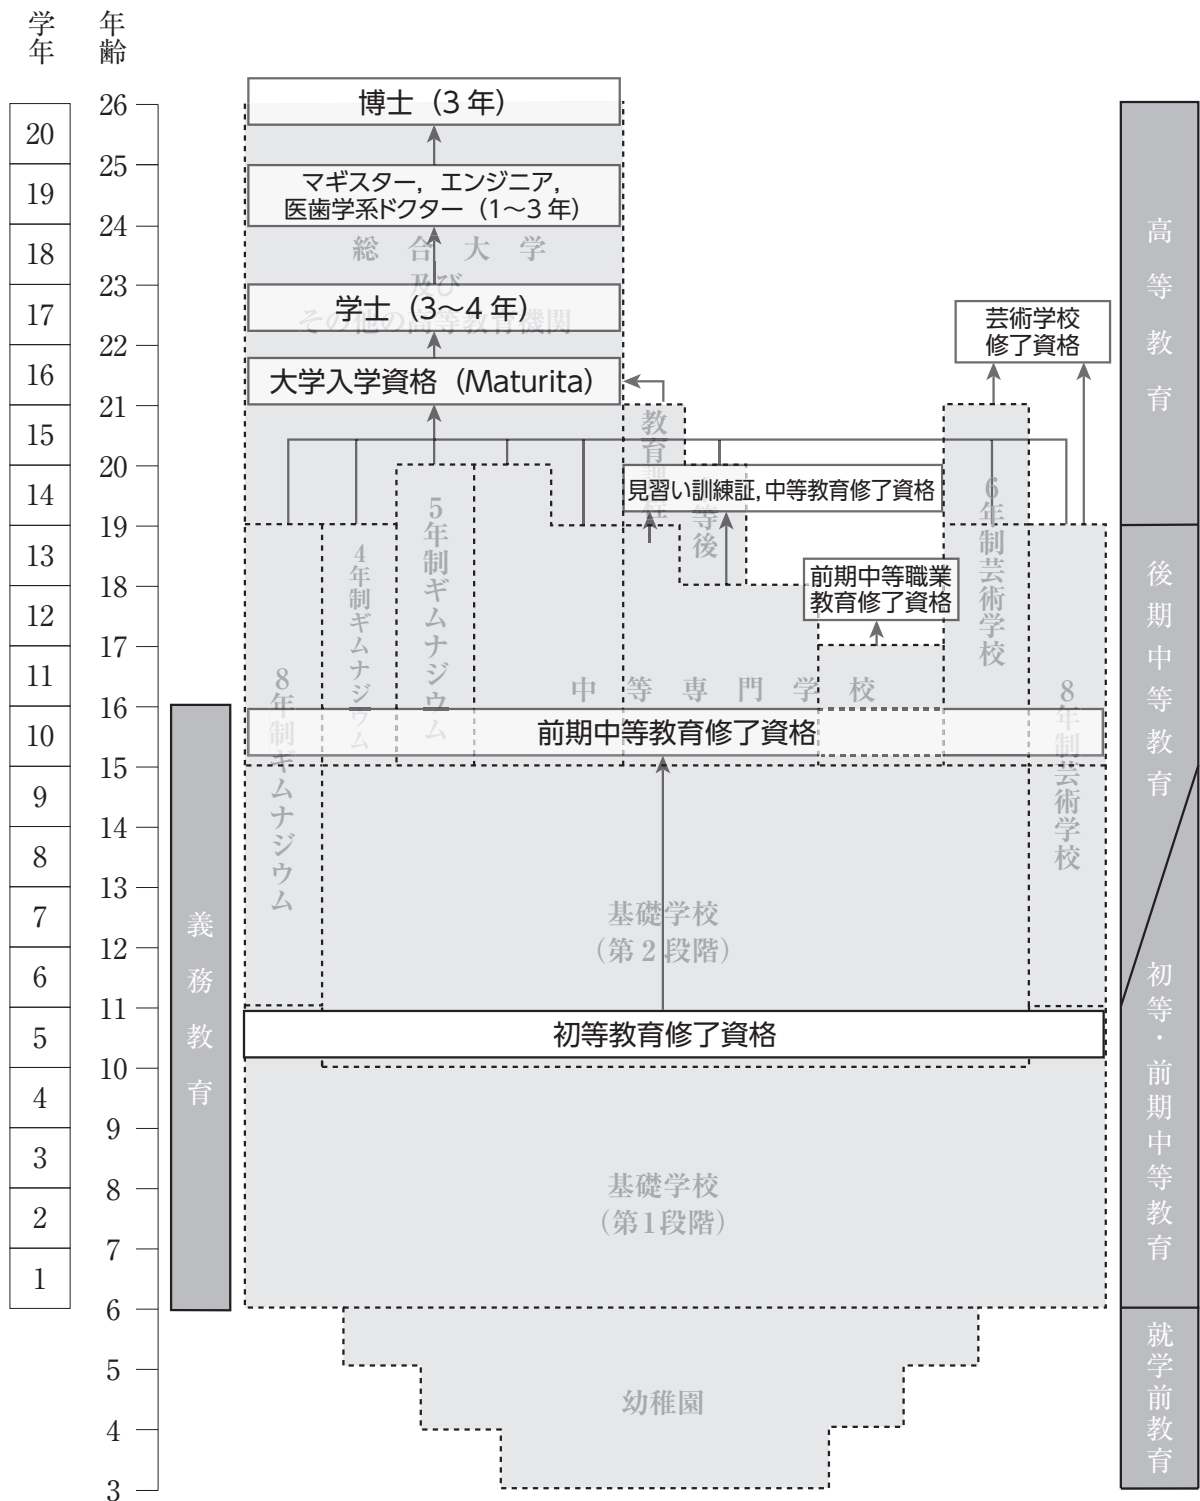 学年
年齢
26
25
24
23
22
21
20
19
18
17
16
15
14
13
12
11
10
9
8
7
6
5
4
3
20
19
18
17
16
15
14
13
12
11
10
9
8
7
6
5
4
3
2
1
義務教育
博士（3 年）
マギスター，エンジニア，
医歯学系ドクター（1～3 年）
総合大学
及び
その他の高等教育機関
学士（3～4 年）
大学入学資格（Maturita）
芸術学校
修了資格
教育
見習い訓練証，中等教育修了資格
等後
前期中等職業
教育修了資格
8年制ギムナジウム
4年制ギムナジウム
5年制ギムナジウム
中等専門学校
6年制芸術学校
8年制芸術学校
前期中等教育修了資格
基礎学校
（第2段階）
初等教育修了資格
基礎学校
（第1段階）
幼稚園
高等教育
後期中等教育
初等・前期中等教育
就学前教育